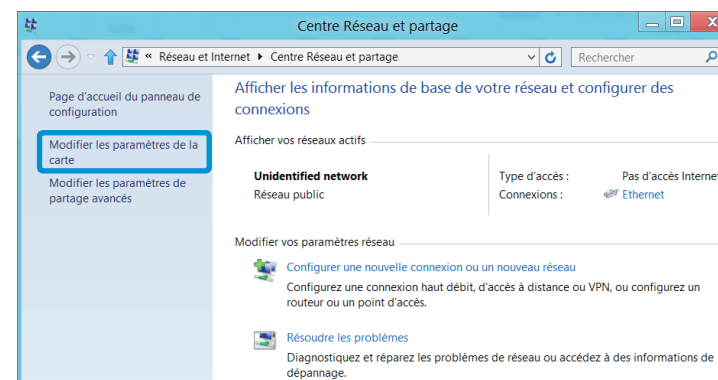 Centre Réseau et partage
« Réseau et Internet ▸ Centre Réseau et partage
Rechercher
Page d'accueil du panneau de
configuration
Modifier les paramètres de la
carte
Modifier les paramètres de
partage avancés
Afficher les informations de base de votre réseau et configurer des
connexions
Afficher vos réseaux actifs
Unidentified network
Réseau public
Type d'accès : Pas d'accès Internet
Connexions : Ethernet
Modifier vos paramètres réseau
Configurer une nouvelle connexion ou un nouveau réseau
Configurez une connexion haut débit, d'accès à distance ou VPN, ou configurez un
routeur ou un point d'accès.
Résoudre les problèmes
Diagnostiquez et réparez les problèmes de réseau ou accédez à des informations de
dépannage.